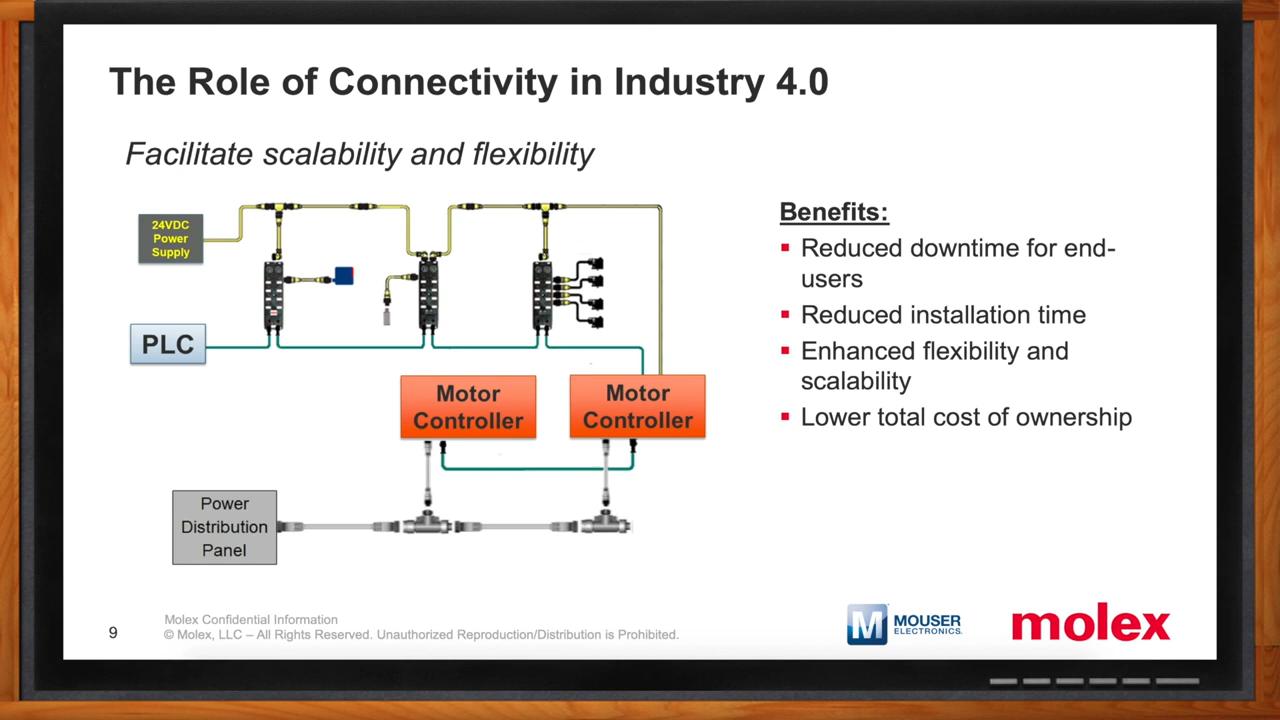 The Role of Connectivity in Industry 4.0
Facilitate scalability and flexibility
24VDC
Power
Supply
PLC
Motor
Controller
Motor
Controller
Power
Distribution
Panel
Benefits:
Reduced downtime for end-
users
Reduced installation time
Enhanced flexibility and
scalability
Lower total cost of ownership
9
Molex Confidential Information
© Molex, LLC – All Rights Reserved. Unauthorized Reproduction/Distribution is Prohibited.
M
MOUSER
ELECTRONICS.
molex